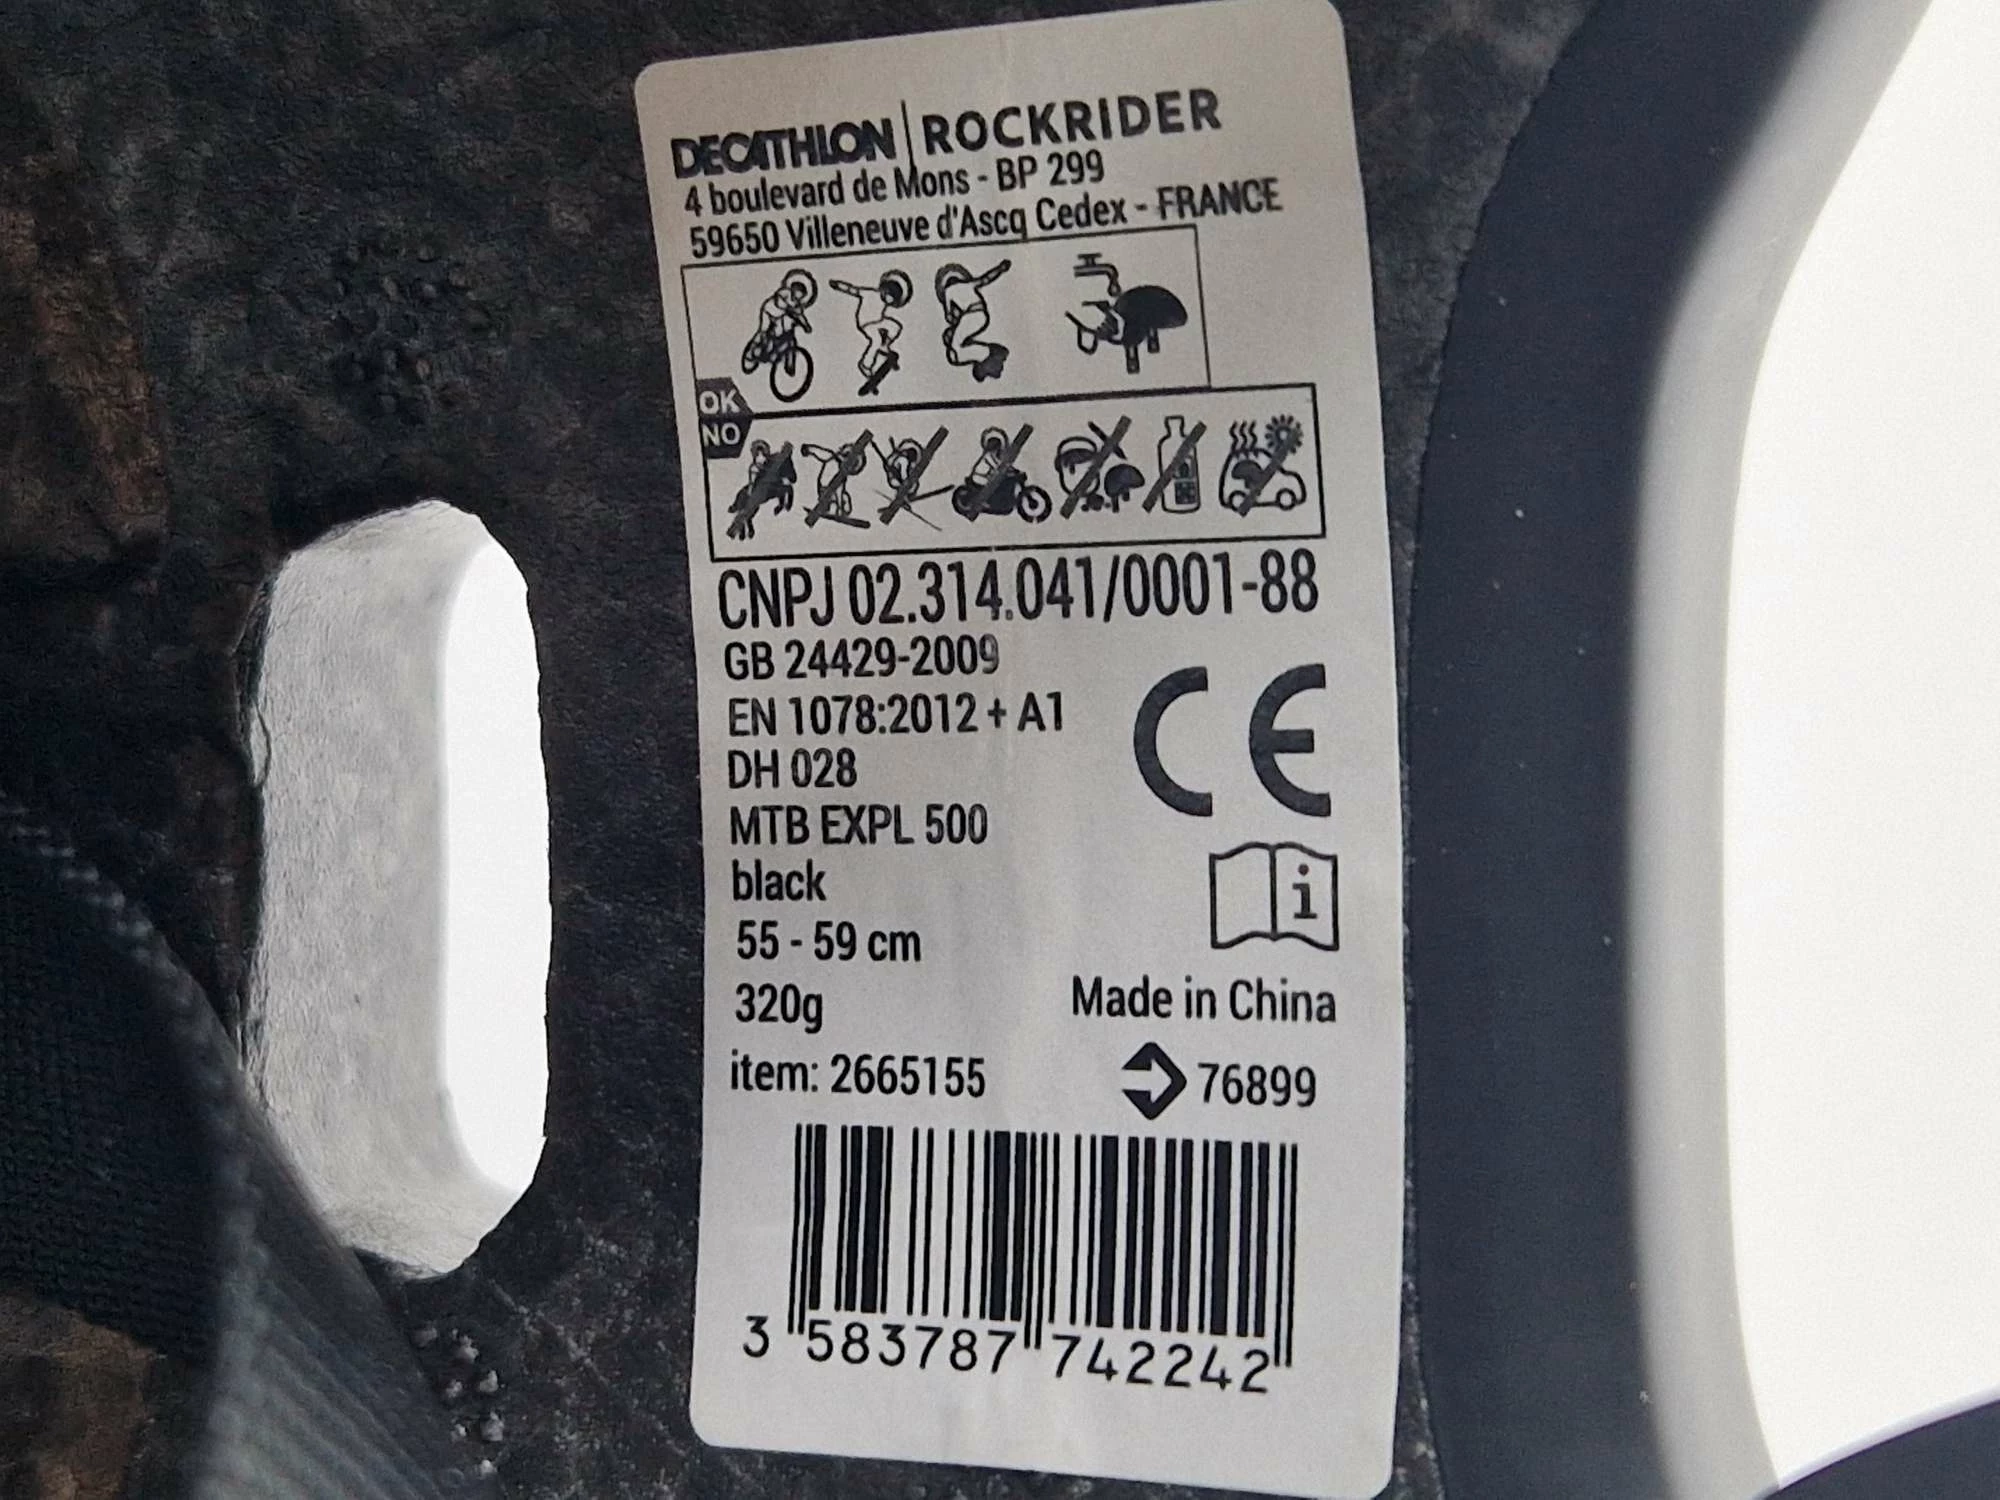 DECATHLON | ROCKRIDER
4 boulevard de Mons - BP 299
59650 Villeneuve d'Ascq Cedex - FRANCE
OK
NO
CNPJ 02.314.041/0001-88
GB 24429-2009
EN 1078:2012 + A1
CE
DH 028
MTB EXPL 500
black
i
55 - 59 cm
320g
Made in China
item: 2665155
76899
3 583787 742242